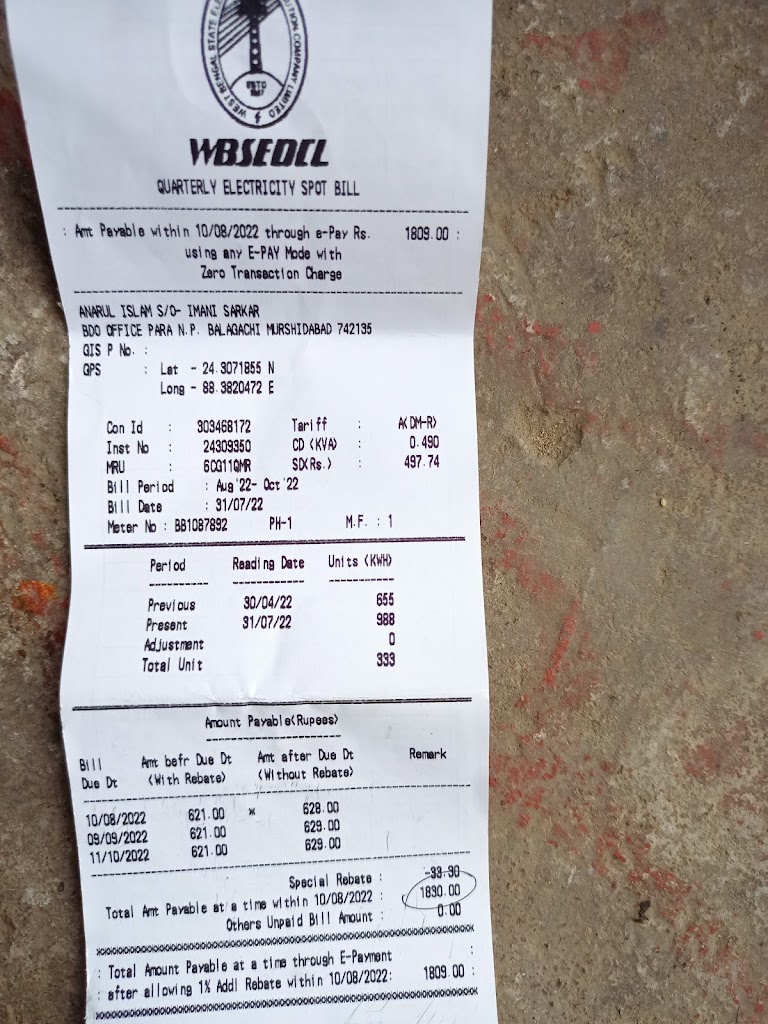 WEST BENGAL STATE ELE
UTION COMPANY LIMITED
ESTD
WBSEDCL
QUARTERLY ELECTRICITY SPOT BILL
: Amt Payable within 10/08/2022 through e-Pay Rs. 1809.00 :
using any E-PAY Mode with
Zero Transaction Charge
ANARUL ISLAM S/O- IMANI SARKAR
BDO OFFICE PARA N.P. BALAGACHI MURSHIDABAD 742135
GIS P No. :
GPS : Lat - 24.3071855 N
Long - 88.3820472 E
Con Id : 303468172 Tariff : A(DM-R)
Inst No : 24309350 CD (KVA) : 0.490
MRU : 6CG11QMR SD(Rs.) : 497.74
Bill Period : Aug'22- Oct'22
Bill Date : 31/07/22
Meter No : BB1087892 PH-1 M.F. : 1
Period Reading Date Units (KWH)
Previous 30/04/22 655
Present 31/07/22 988
Adjustment 0
Total Unit 333
Amount Payable(Rupees)
Bill Amt befr Due Dt Amt after Due Dt Remark
Due Dt (With Rebate) (Without Rebate)
10/08/2022 621.00 * 628.00
09/09/2022 621.00 629.00
11/10/2022 621.00 629.00
Special Rebate : -33.30
Total Amt Payable at a time within 10/08/2022 : 1830.00
Others Unpaid Bill Amount : 0.00
: Total Amount Payable at a time through E-Payment
: after allowing 1% Addl Rebate within 10/08/2022: 1809.00 :